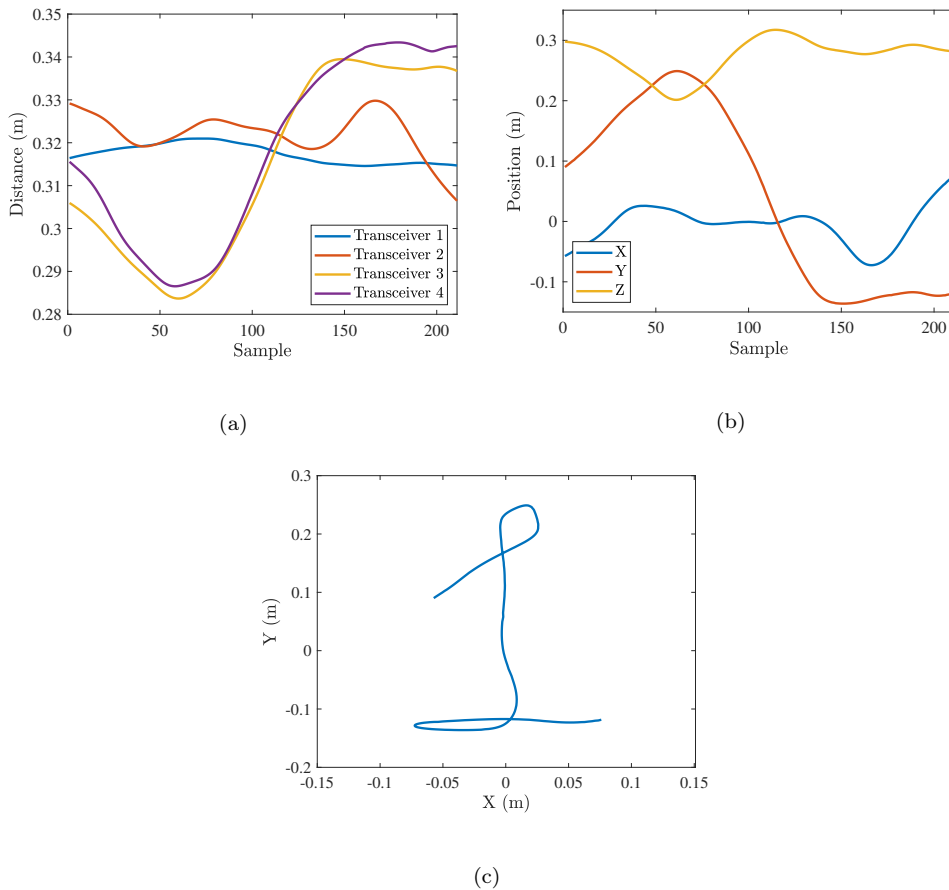 0.35
0.34
0.33
0.32
0.31
0.3
0.29
0.28
Distance (m)
0
50
100
150
200
Sample
Transceiver 1
Transceiver 2
Transceiver 3
Transceiver 4
(a)
0.3
0.2
0.1
0
-0.1
Position (m)
0
50
100
150
200
Sample
X
Y
Z
(b)
0.3
0.2
0.1
0
-0.1
-0.2
Y (m)
-0.15
-0.1
-0.05
0
0.05
0.1
0.15
X (m)
(c)